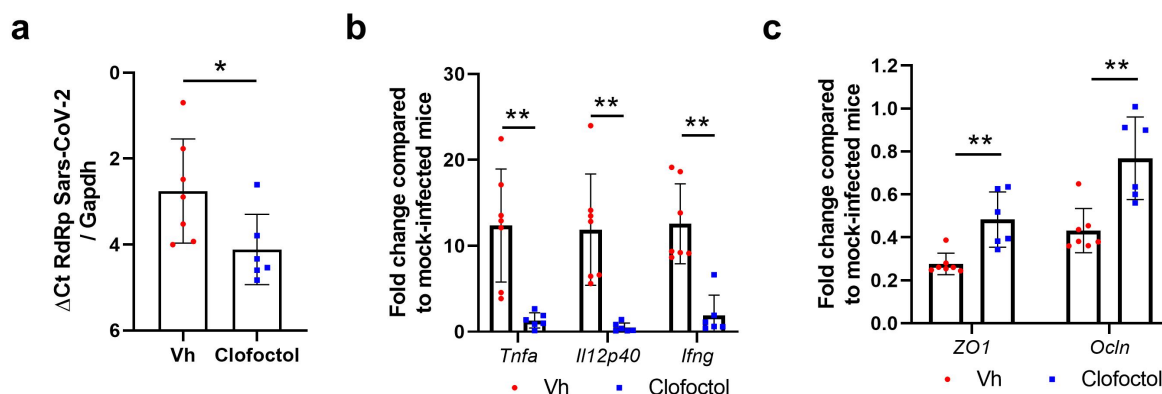 a
ΔCt RdRp Sars-CoV-2
/ Gapdh
0
2
4
6
*
Vh
Clofoctol
b
Fold change compared
to mock-infected mice
30
20
10
0
**
**
**
Tnfa
Il12p40
Ifng
Vh
Clofoctol
c
Fold change compared
to mock-infected mice
1.2
1.0
0.8
0.6
0.4
0.2
0.0
**
**
ZO1
Ocln
Vh
Clofoctol